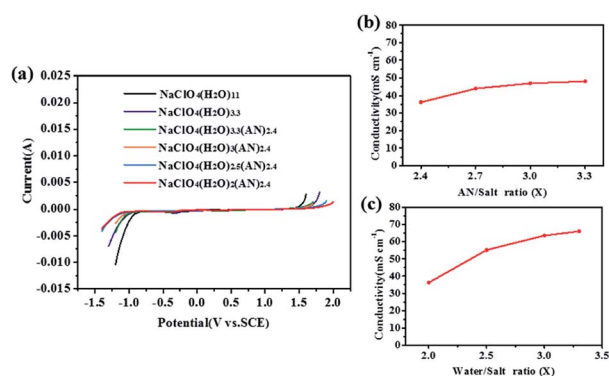 (a)
0.025
0.020
0.015
0.010
0.005
0.000
-0.005
-0.010
-0.015
Current(A)
NaClO4(H2O)11
NaClO4(H2O)3.3
NaClO4(H2O)3.3(AN)2.4
NaClO4(H2O)3(AN)2.4
NaClO4(H2O)2.5(AN)2.4
NaClO4(H2O)2(AN)2.4
-1.5 -1.0 -0.5 0.0 0.5 1.0 1.5 2.0
Potential(V vs.SCE)
(b)
80
70
60
50
40
30
20
10
0
Conductivity(mS cm-1)
2.4 2.7 3.0 3.3
AN/Salt ratio (X)
(c)
80
70
60
50
40
30
20
10
0
Conductivity(mS cm-1)
2.0 2.5 3.0 3.5
Water/Salt ratio (X)